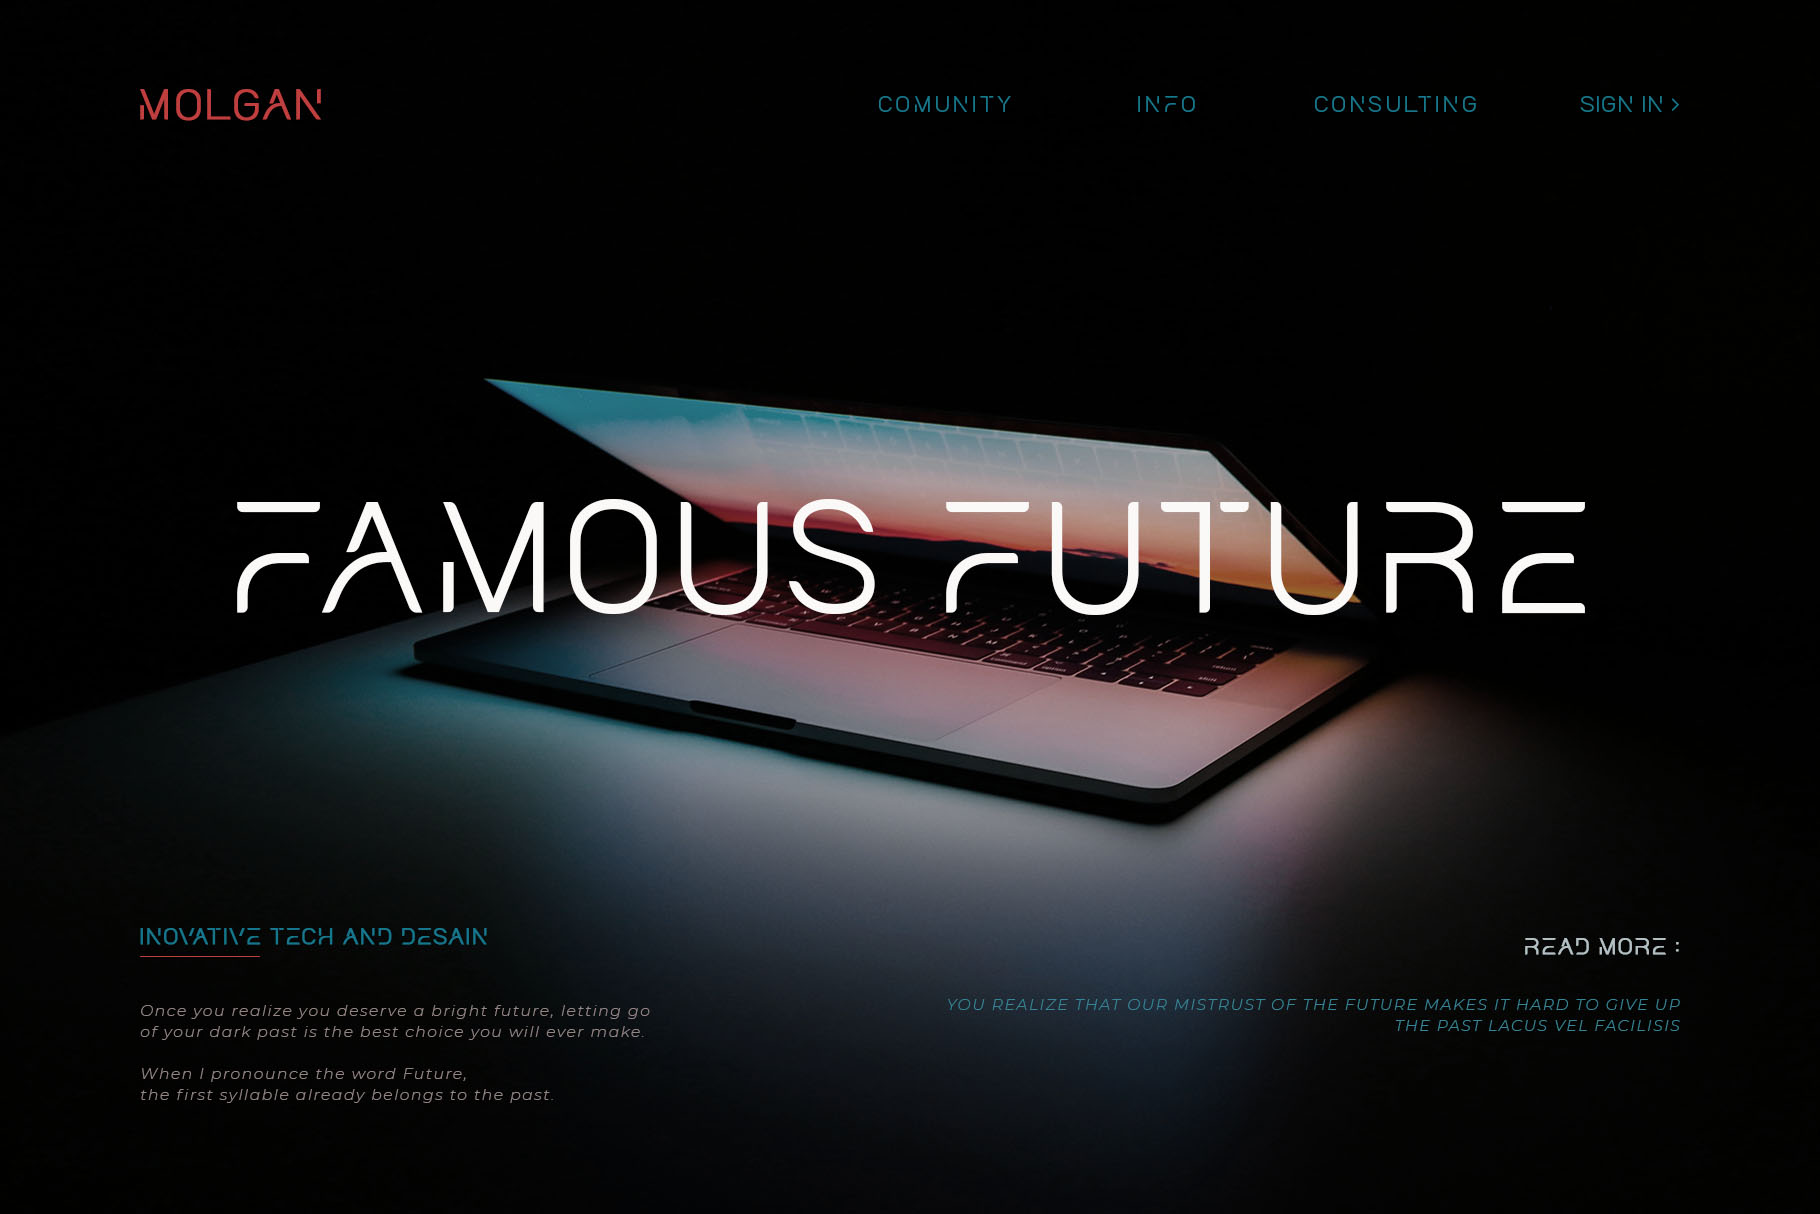 MOLGAN
COMUNITY INFO CONSULTING SIGN IN >
FAMOUS FUTURE
INOVATIVE TECH AND DESAIN
Once you realize you deserve a bright future, letting go
of your dark past is the best choice you will ever make.
When I pronounce the word Future,
the first syllable already belongs to the past.
READ MORE :
YOU REALIZE THAT OUR MISTRUST OF THE FUTURE MAKES IT HARD TO GIVE UP
THE PAST LACUS VEL FACILISIS